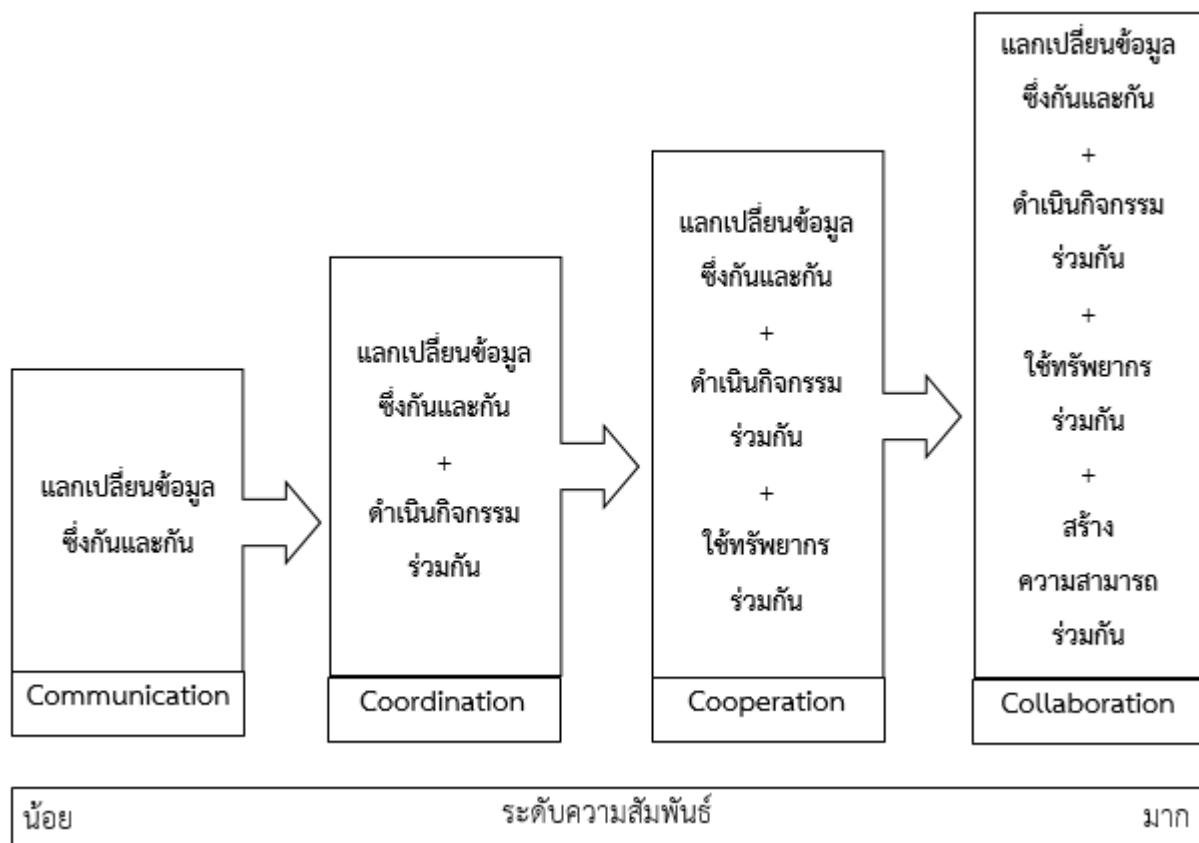 แลกเปลี่ยนข้อมูล
ซึ่งกันและกัน
Communication
แลกเปลี่ยนข้อมูล
ซึ่งกันและกัน
+
ดำเนินกิจกรรม
ร่วมกัน
Coordination
แลกเปลี่ยนข้อมูล
ซึ่งกันและกัน
+
ดำเนินกิจกรรม
ร่วมกัน
+
ใช้ทรัพยากร
ร่วมกัน
Cooperation
แลกเปลี่ยนข้อมูล
ซึ่งกันและกัน
+
ดำเนินกิจกรรม
ร่วมกัน
+
ใช้ทรัพยากร
ร่วมกัน
+
สร้าง
ความสามารถ
ร่วมกัน
Collaboration
น้อย ระดับความสัมพันธ์ มาก